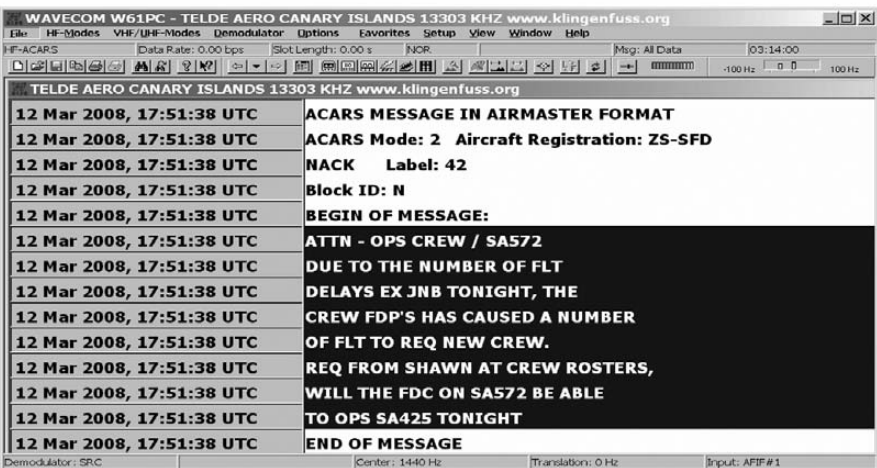 WAVECOM W61PC - TELDE AERO CANARY ISLANDS 13303 KHZ www.klingenfuss.org
File HF-Modes VHF/UHF-Modes Demodulator Options Favorites Setup View Window Help
HF-ACARS Data Rate: 0.00 bps Slot Length: 0.00 s NOR Msg: All Data 03:14:00
-100 Hz 0 100 Hz
TELDE AERO CANARY ISLANDS 13303 KHZ www.klingenfuss.org
12 Mar 2008, 17:51:38 UTC ACARS MESSAGE IN AIRMASTER FORMAT
12 Mar 2008, 17:51:38 UTC ACARS Mode: 2 Aircraft Registration: ZS-SFD
12 Mar 2008, 17:51:38 UTC NACK Label: 42
12 Mar 2008, 17:51:38 UTC Block ID: N
12 Mar 2008, 17:51:38 UTC BEGIN OF MESSAGE:
12 Mar 2008, 17:51:38 UTC ATTN - OPS CREW / SA572
12 Mar 2008, 17:51:38 UTC DUE TO THE NUMBER OF FLT
12 Mar 2008, 17:51:38 UTC DELAYS EX JNB TONIGHT, THE
12 Mar 2008, 17:51:38 UTC CREW FDP'S HAS CAUSED A NUMBER
12 Mar 2008, 17:51:38 UTC OF FLT TO REQ NEW CREW.
12 Mar 2008, 17:51:38 UTC REQ FROM SHAWN AT CREW ROSTERS,
12 Mar 2008, 17:51:38 UTC WILL THE FDC ON SA572 BE ABLE
12 Mar 2008, 17:51:38 UTC TO OPS SA425 TONIGHT
12 Mar 2008, 17:51:38 UTC END OF MESSAGE
Demodulator: SRC Center: 1440 Hz Translation: 0 Hz Input: AFIF#1